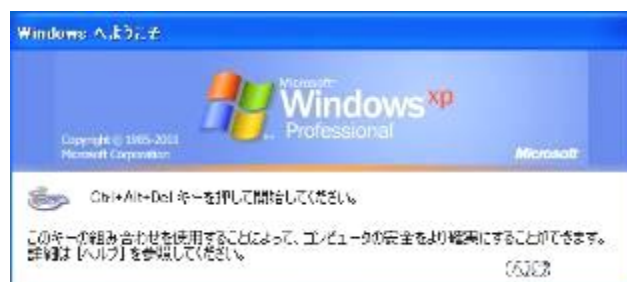 Windows へようこそ
Microsoft
Windows xp
Professional
Copyright © 1985-2001
Microsoft Corporation
Microsoft
Ctrl+Alt+Del キーを押して開始してください。
このキーの組み合わせを使用することによって、コンピュータの安全をより確実にすることができます。
詳細は [ヘルプ] を参照してください。
ヘルプ